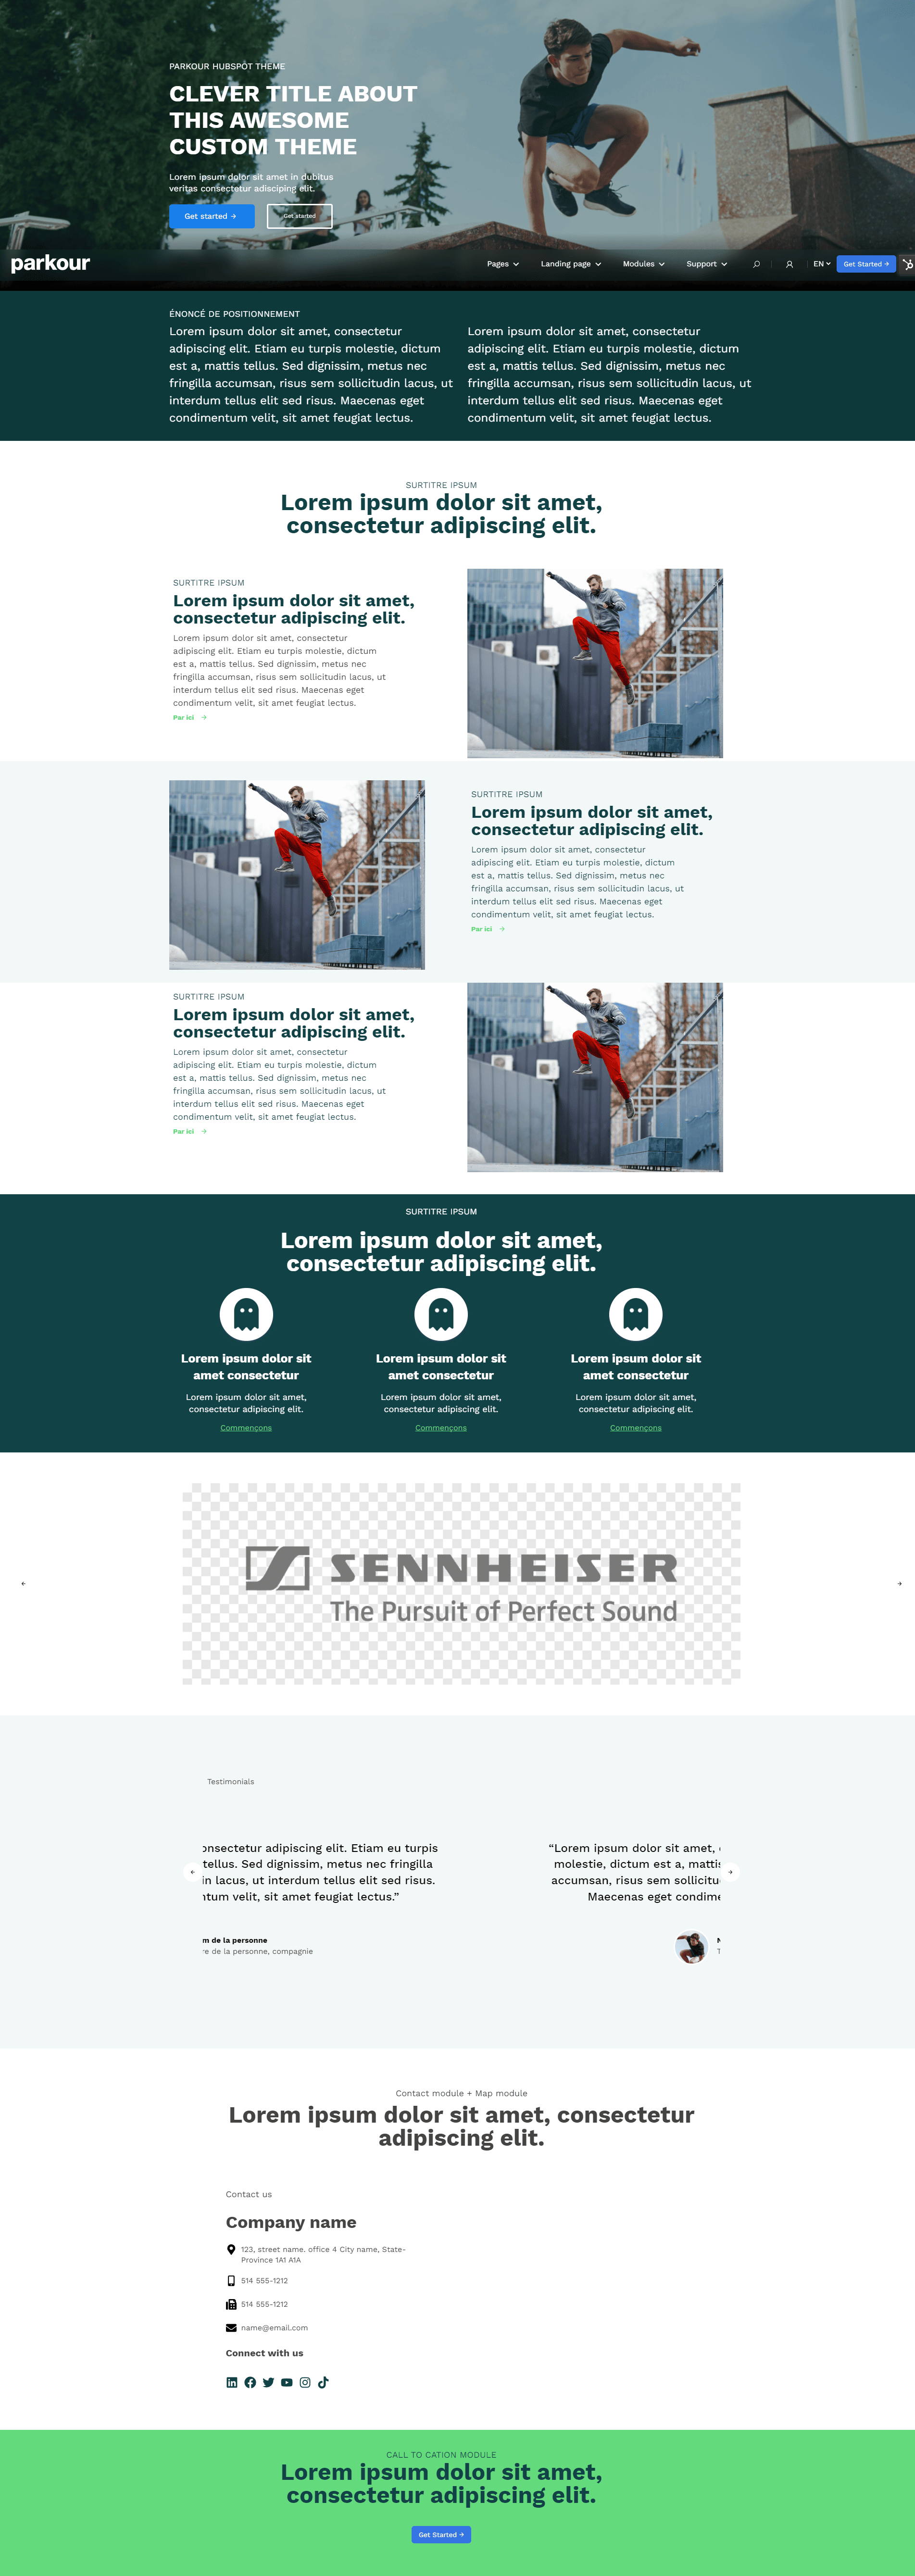 PARKOUR HUBSPÔT THEME
CLEVER TITLE ABOUT
THIS AWESOME
CUSTOM THEME
Lorem ipsum dolor sit amet in dubitus
veritas consectetur adisciping elit.
Get started →
Get started
parkour
Pages
Landing page
Modules
Support
EN
Get Started →
ÉNONCÉ DE POSITIONNEMENT
Lorem ipsum dolor sit amet, consectetur
adipiscing elit. Etiam eu turpis molestie, dictum
est a, mattis tellus. Sed dignissim, metus nec
fringilla accumsan, risus sem sollicitudin lacus, ut
interdum tellus elit sed risus. Maecenas eget
condimentum velit, sit amet feugiat lectus.
Lorem ipsum dolor sit amet, consectetur
adipiscing elit. Etiam eu turpis molestie, dictum
est a, mattis tellus. Sed dignissim, metus nec
fringilla accumsan, risus sem sollicitudin lacus, ut
interdum tellus elit sed risus. Maecenas eget
condimentum velit, sit amet feugiat lectus.
SURTITRE IPSUM
Lorem ipsum dolor sit amet,
consectetur adipiscing elit.
SURTITRE IPSUM
Lorem ipsum dolor sit amet,
consectetur adipiscing elit.
Lorem ipsum dolor sit amet, consectetur
adipiscing elit. Etiam eu turpis molestie, dictum
est a, mattis tellus. Sed dignissim, metus nec
fringilla accumsan, risus sem sollicitudin lacus, ut
interdum tellus elit sed risus. Maecenas eget
condimentum velit, sit amet feugiat lectus.
Par ici →
SURTITRE IPSUM
Lorem ipsum dolor sit amet,
consectetur adipiscing elit.
Lorem ipsum dolor sit amet, consectetur
adipiscing elit. Etiam eu turpis molestie, dictum
est a, mattis tellus. Sed dignissim, metus nec
fringilla accumsan, risus sem sollicitudin lacus, ut
interdum tellus elit sed risus. Maecenas eget
condimentum velit, sit amet feugiat lectus.
Par ici →
SURTITRE IPSUM
Lorem ipsum dolor sit amet,
consectetur adipiscing elit.
Lorem ipsum dolor sit amet, consectetur
adipiscing elit. Etiam eu turpis molestie, dictum
est a, mattis tellus. Sed dignissim, metus nec
fringilla accumsan, risus sem sollicitudin lacus, ut
interdum tellus elit sed risus. Maecenas eget
condimentum velit, sit amet feugiat lectus.
Par ici →
SURTITRE IPSUM
Lorem ipsum dolor sit amet,
consectetur adipiscing elit.
Lorem ipsum dolor sit
amet consectetur
Lorem ipsum dolor sit amet,
consectetur adipiscing elit.
Commençons
Lorem ipsum dolor sit
amet consectetur
Lorem ipsum dolor sit amet,
consectetur adipiscing elit.
Commençons
Lorem ipsum dolor sit
amet consectetur
Lorem ipsum dolor sit amet,
consectetur adipiscing elit.
Commençons
SENNHEISER
The Pursuit of Perfect Sound
Testimonials
onsectetur adipiscing elit. Etiam eu turpis
tellus. Sed dignissim, metus nec fringilla
in lacus, ut interdum tellus elit sed risus.
ntum velit, sit amet feugiat lectus.”
m de la personne
re de la personne, compagnie
“Lorem ipsum dolor sit amet,
molestie, dictum est a, mattis
accumsan, risus sem sollicitu
Maecenas eget condime
Contact module + Map module
Lorem ipsum dolor sit amet, consectetur
adipiscing elit.
Contact us
Company name
123, street name. office 4 City name, State-
Province 1A1 A1A
514 555-1212
514 555-1212
name@email.com
Connect with us
CALL TO CATION MODULE
Lorem ipsum dolor sit amet,
consectetur adipiscing elit.
Get Started →